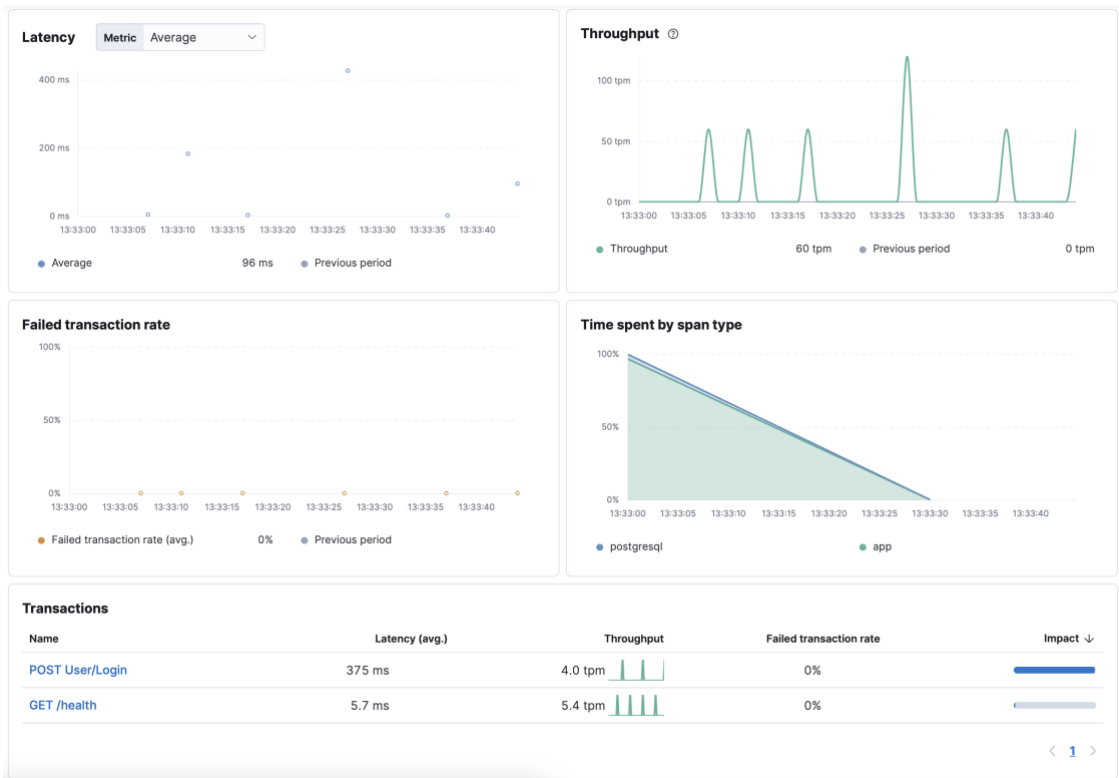 Latency
Metric Average
400 ms
200 ms
0 ms
13:33:00 13:33:05 13:33:10 13:33:15 13:33:20 13:33:25 13:33:30 13:33:35 13:33:40
Average 96 ms Previous period
Throughput
100 tpm
50 tpm
0 tpm
13:33:00 13:33:05 13:33:10 13:33:15 13:33:20 13:33:25 13:33:30 13:33:35 13:33:40
Throughput 60 tpm Previous period 0 tpm
Failed transaction rate
100%
50%
0%
13:33:00 13:33:05 13:33:10 13:33:15 13:33:20 13:33:25 13:33:30 13:33:35 13:33:40
Failed transaction rate (avg.) 0% Previous period
Time spent by span type
100%
50%
0%
13:33:00 13:33:05 13:33:10 13:33:15 13:33:20 13:33:25 13:33:30 13:33:35 13:33:40
postgresql app
Transactions
Name Latency (avg.) Throughput Failed transaction rate Impact
POST User/Login 375 ms 4.0 tpm 0%
GET /health 5.7 ms 5.4 tpm 0%
1